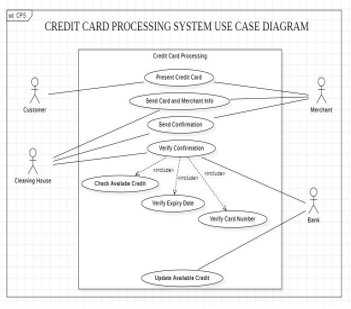 uc CPS
CREDIT CARD PROCESSING SYSTEM USE CASE DIAGRAM
Credit Card Processing
Present Credit Card
Send Card and Merchant Info
Customer
Merchant
Send Confirmation
Verify Confirmation
Cleaning House
<include>
<include>
<include>
Check Available Credit
Verify Expiry Date
Verify Card Number
Bank
Update Available Credit